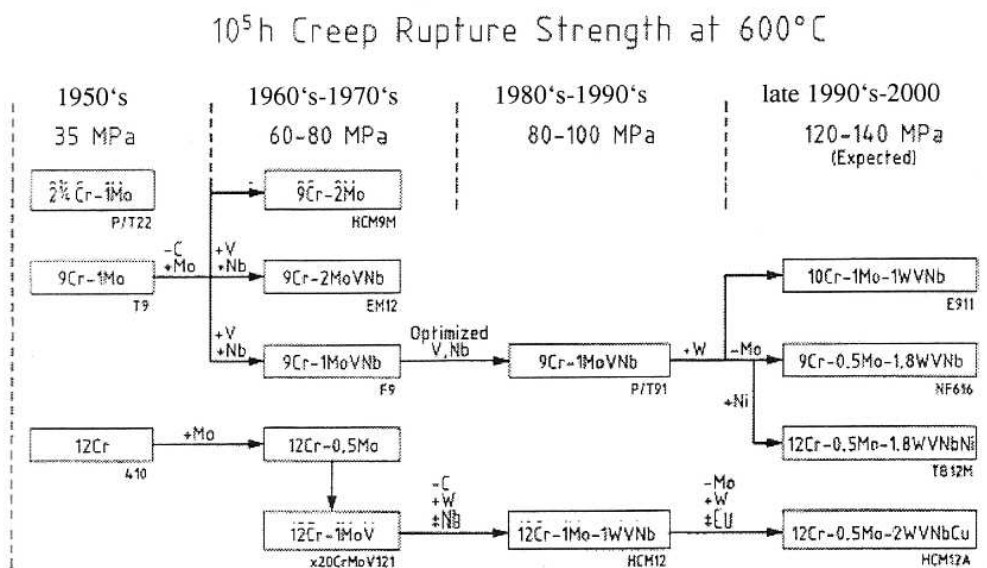 10⁵h Creep Rupture Strength at 600°C
1950's 1960's-1970's 1980's-1990's late 1990's-2000
35 MPa 60-80 MPa 80-100 MPa 120-140 MPa
(Expected)
2¼ Cr-1Mo 9Cr-2Mo
P/T22 HCM9M
-C
+Mo
+V
+Nb
9Cr-1Mo 9Cr-2MoVNb 10Cr-1Mo-1WVNb
T9 EM12 E911
+V
+Nb
Optimized
V,Nb
+W -Mo
9Cr-1MoVNb 9Cr-1MoVNb 9Cr-0.5Mo-1.8WVNb
F9 P/T91 NF616
+Ni
12Cr +Mo 12Cr-0.5Mo 12Cr-0.5Mo-1.8WVNbNi
410 TB12M
-C
+W
+Nb
-Mo
+W
+Cu
12Cr-1MoV 12Cr-1Mo-1WVNb 12Cr-0.5Mo-2WVNbCu
x20CrMoV121 HCM12 HCM12A